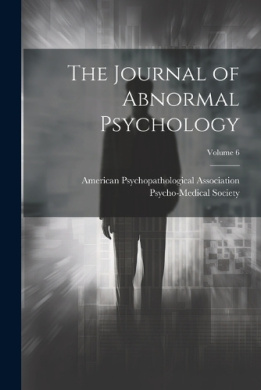 The Journal of
Abnormal
Psychology
Volume 6
American Psychopathological Association
Psycho-Medical Society